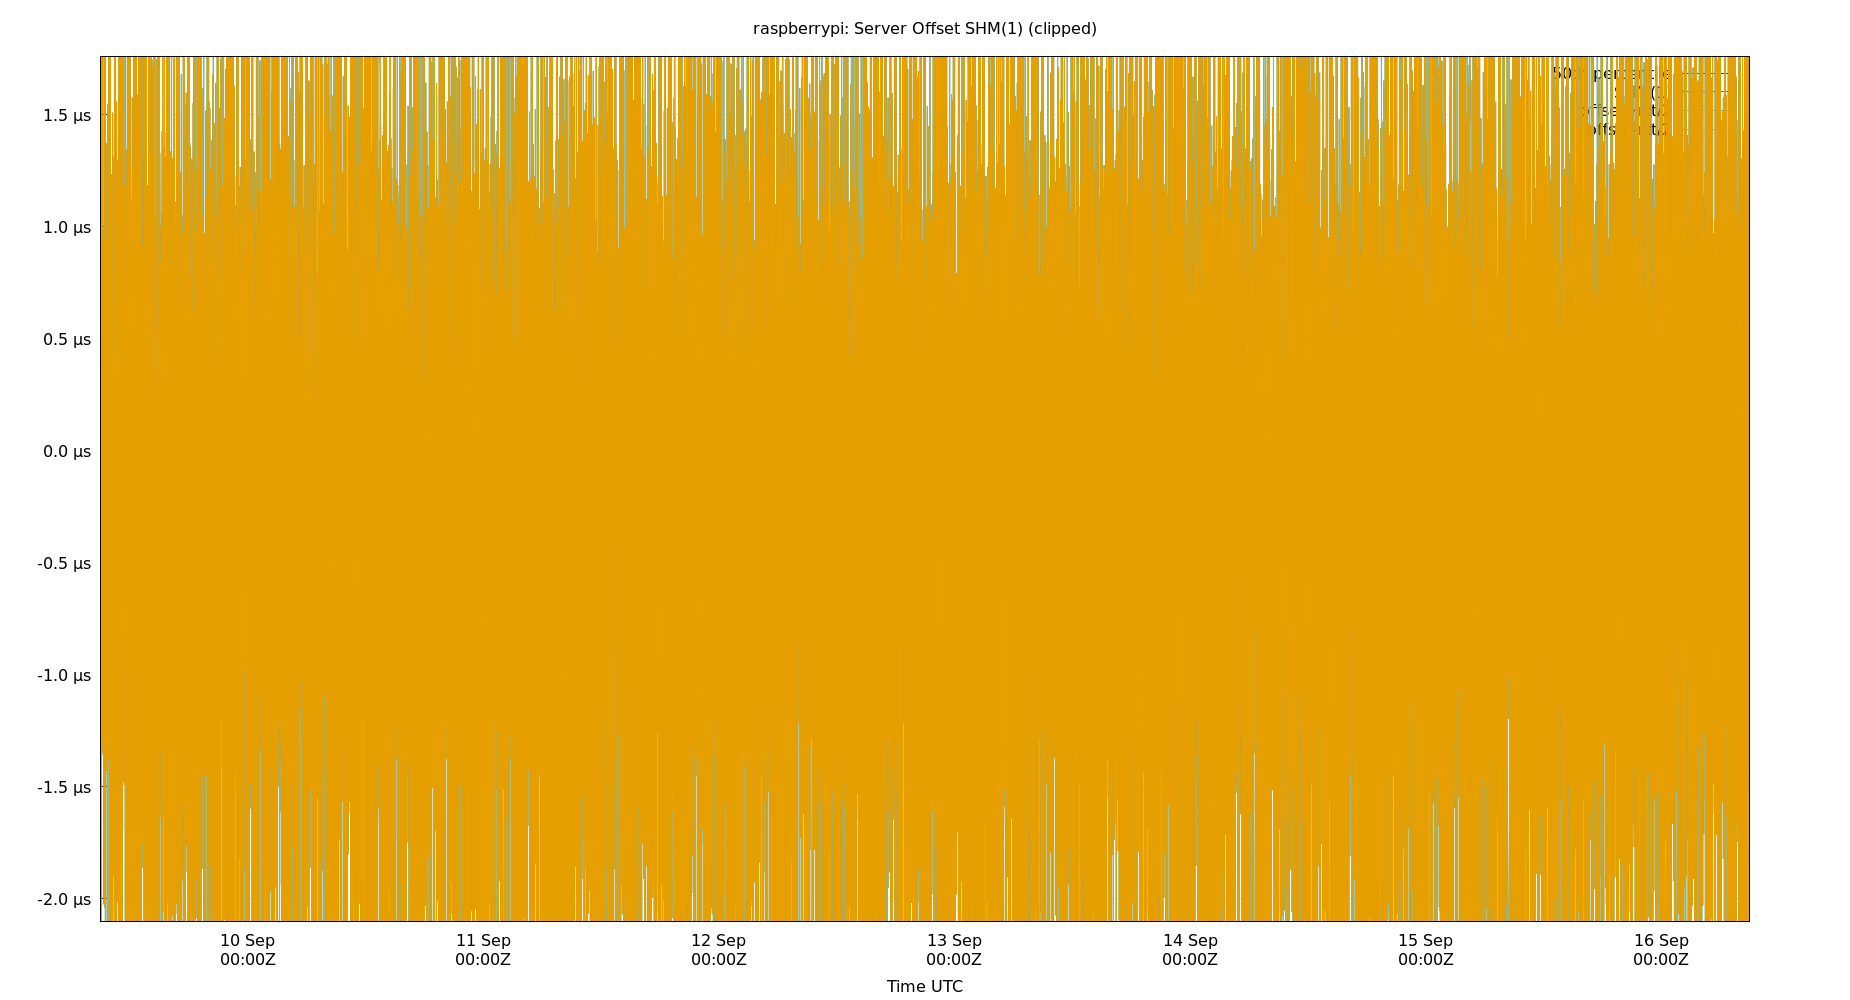 raspberrypi: Server Offset SHM(1) (clipped)
1.5 µs
1.0 µs
0.5 µs
0.0 µs
-0.5 µs
-1.0 µs
-1.5 µs
-2.0 µs
10 Sep 11 Sep 12 Sep 13 Sep 14 Sep 15 Sep 16 Sep
00:00Z 00:00Z 00:00Z 00:00Z 00:00Z 00:00Z 00:00Z
Time UTC